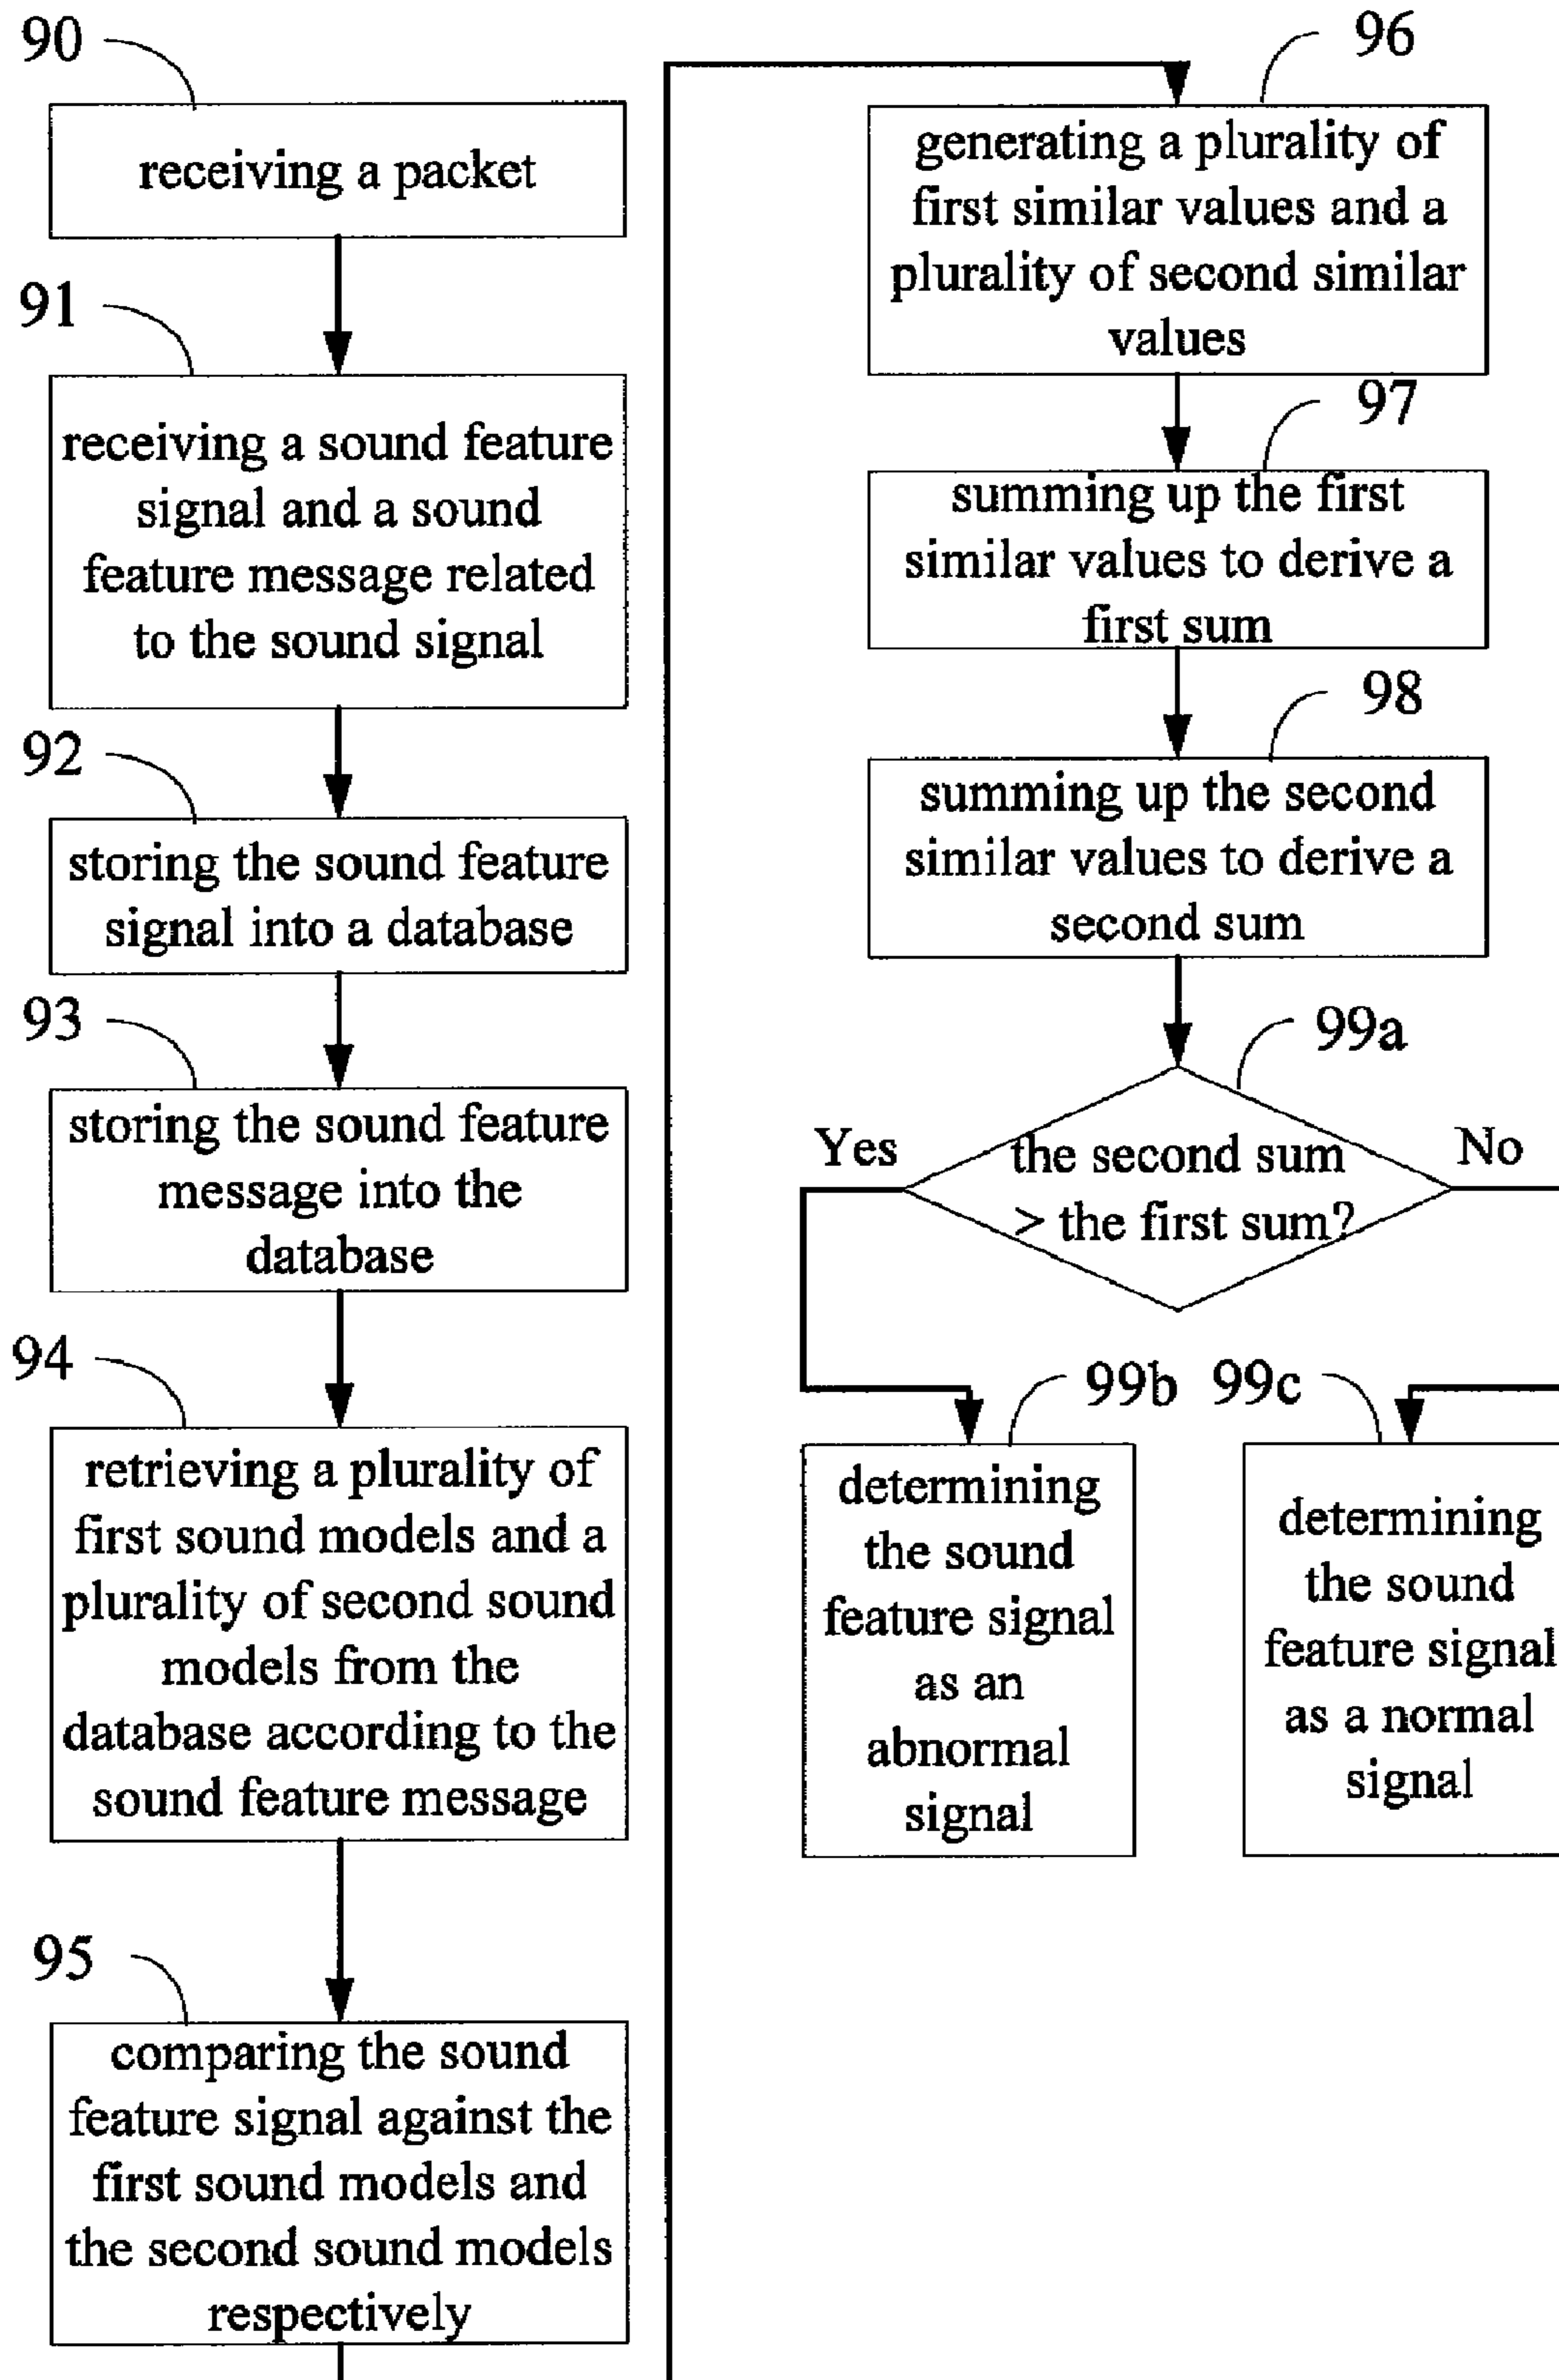 90
receiving a packet
91
receiving a sound feature
signal and a sound
feature message related
to the sound signal
92
storing the sound feature
signal into a database
93
storing the sound feature
message into the
database
94
retrieving a plurality of
first sound models and a
plurality of second sound
models from the
database according to the
sound feature message
95
comparing the sound
feature signal against the
first sound models and
the second sound models
respectively
96
generating a plurality of
first similar values and a
plurality of second similar
values
97
summing up the first
similar values to derive a
first sum
98
summing up the second
similar values to derive a
second sum
99a
Yes
the second sum
> the first sum?
No
99b
determining
the sound
feature signal
as an
abnormal
signal
99c
determining
the sound
feature signal
as a normal
signal